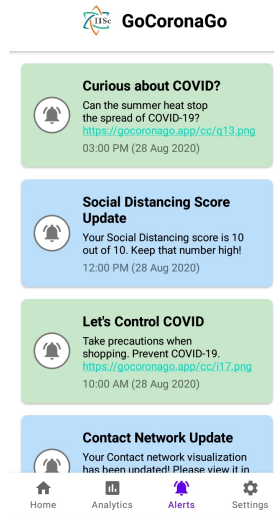 IISc GoCoronaGo
Curious about COVID?
Can the summer heat stop
the spread of COVID-19?
https://gocoronago.app/cc/q13.png
03:00 PM (28 Aug 2020)
Social Distancing Score
Update
Your Social Distancing score is 10
out of 10. Keep that number high!
12:00 PM (28 Aug 2020)
Let's Control COVID
Take precautions when
shopping. Prevent COVID-19.
https://gocoronago.app/cc/i17.png
10:00 AM (28 Aug 2020)
Contact Network Update
Your Contact network visualization
has been updated! Please view it in
Home Analytics Alerts Settings